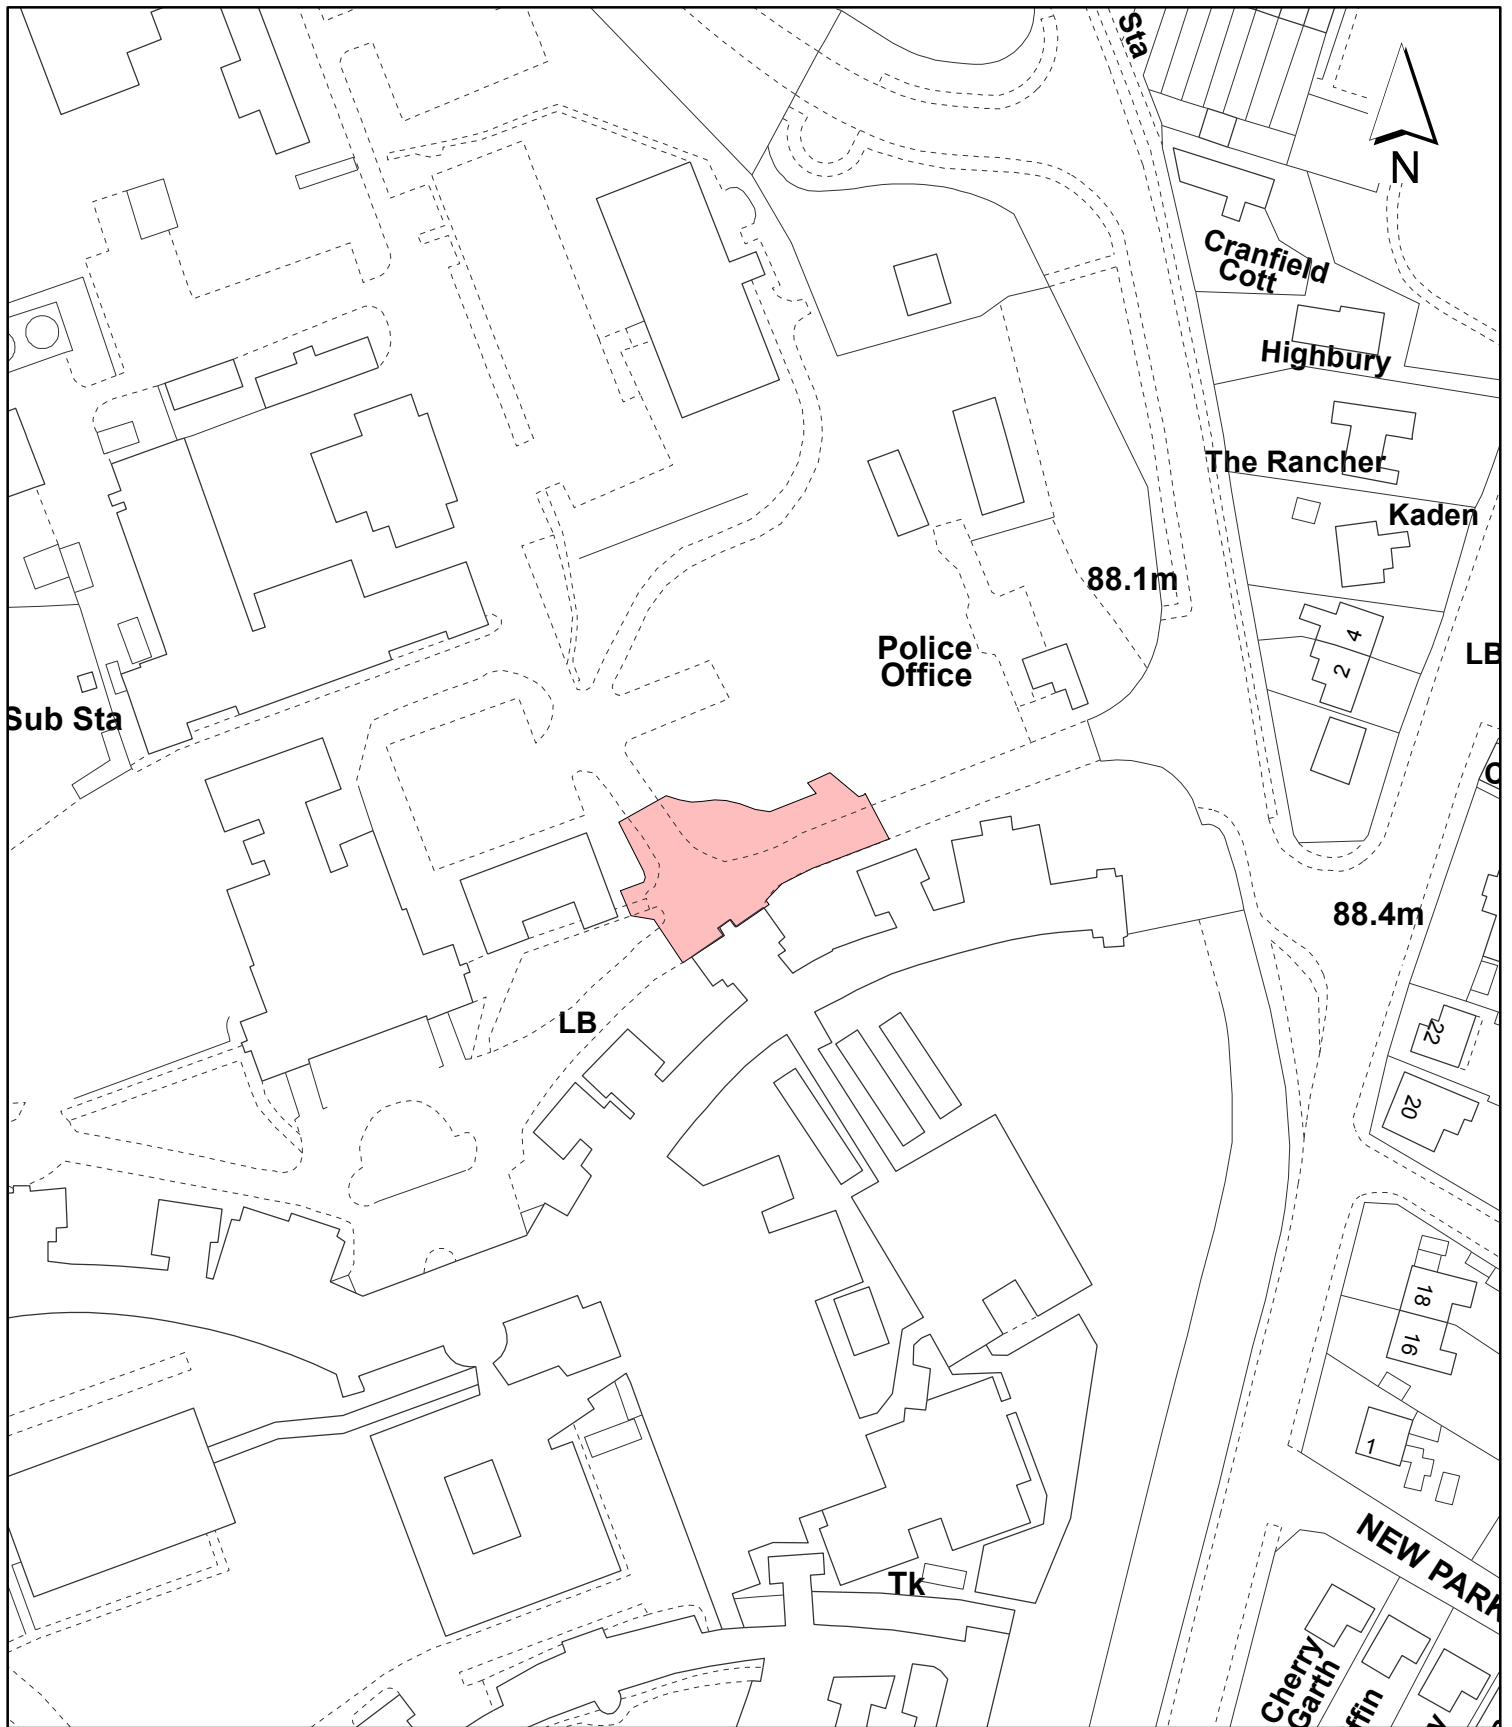 Sta
N
Cranfield
Cott
Highbury
The Rancher
Kaden
88.1m
4
2
Police
Office
LB
Sub Sta
88.4m
LB
22
20
18
16
1
NEW PARK
Tk
Cherry
Garth
ffin